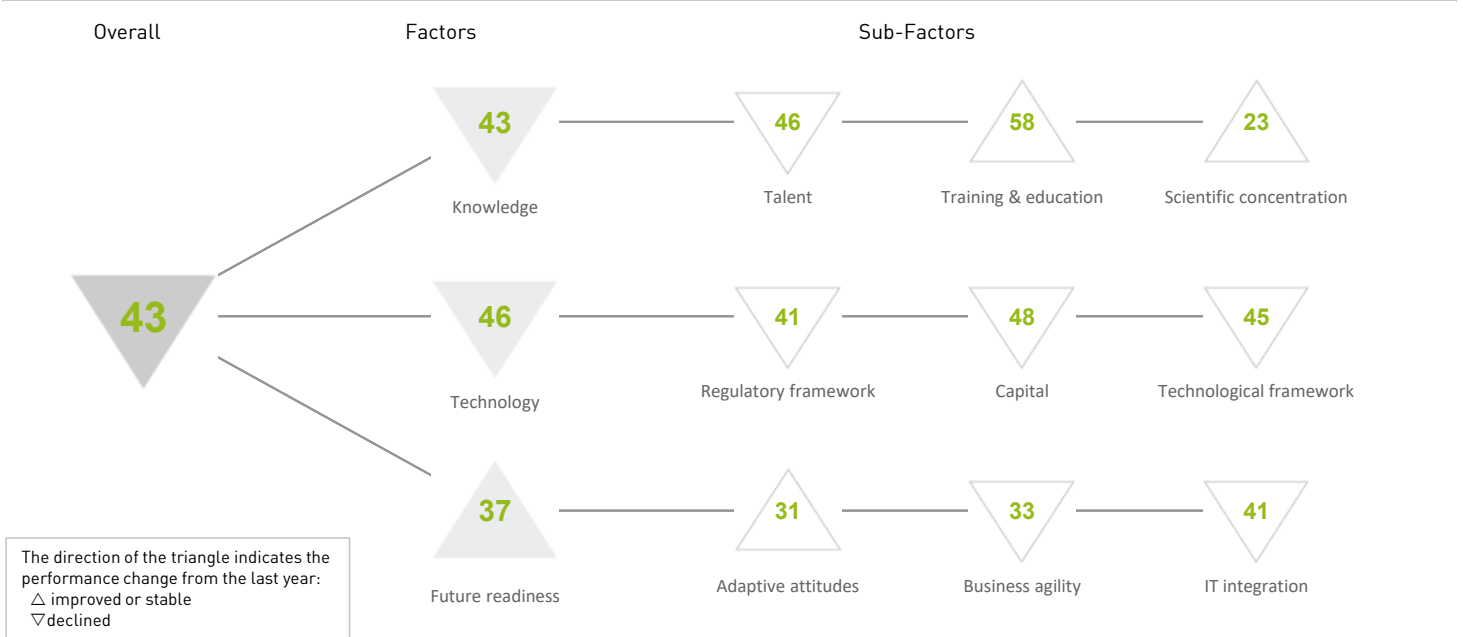 Overall Factors Sub-Factors
43 46 58 23
Knowledge Talent Training & education Scientific concentration
43
46 41 48 45
Technology Regulatory framework Capital Technological framework
37 31 33 41
Future readiness Adaptive attitudes Business agility IT integration
The direction of the triangle indicates the
performance change from the last year:
△ improved or stable
▽ declined